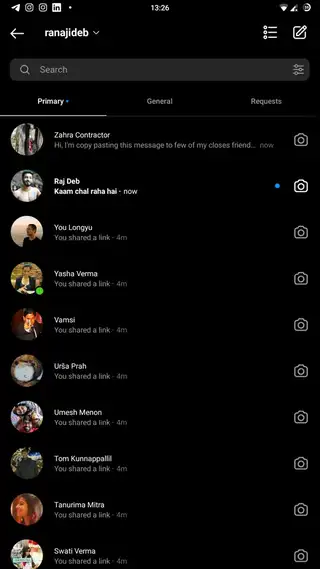 13:26
ranajideb
Search
Primary
General
Requests
Zahra Contractor
Hi, I'm copy pasting this message to few of my closes friend... now
Raj Deb
Kaam chal raha hai · now
You Longyu
You shared a link · 4m
Yasha Verma
You shared a link · 4m
Vamsi
You shared a link · 4m
Urša Prah
You shared a link · 4m
Umesh Menon
You shared a link · 4m
Tom Kunnappallil
You shared a link · 4m
Tanurima Mitra
You shared a link · 4m
Swati Verma
You shared a link · 4m